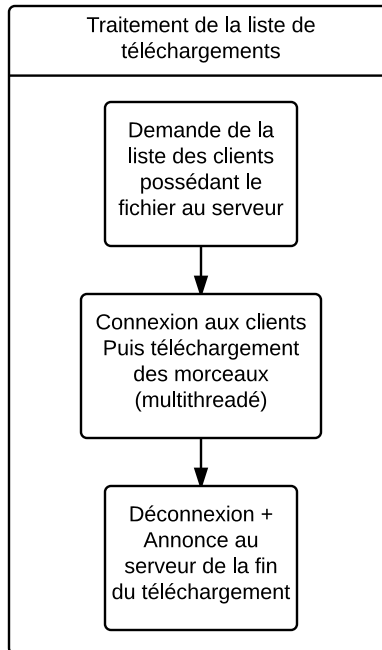 Traitement de la liste de
téléchargements
Demande de la
liste des clients
possédant le
fichier au serveur
Connexion aux clients
Puis téléchargement
des morceaux
(multithreadé)
Déconnexion +
Annonce au
serveur de la fin
du téléchargement